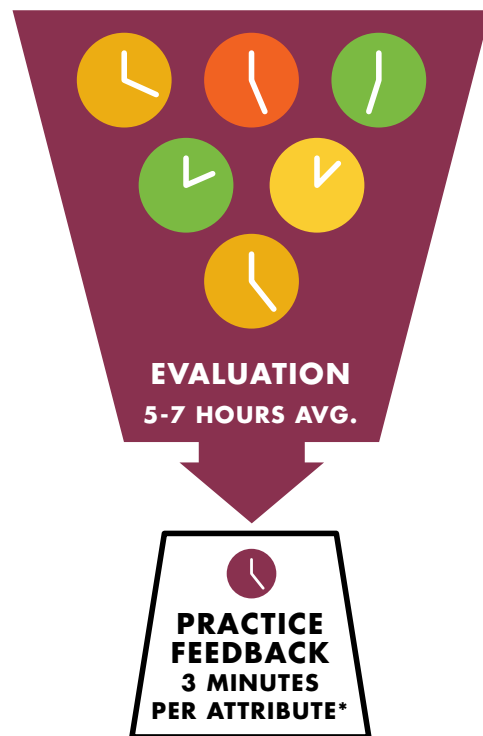 EVALUATION
5-7 HOURS AVG.
PRACTICE
FEEDBACK
3 MINUTES
PER ATTRIBUTE*